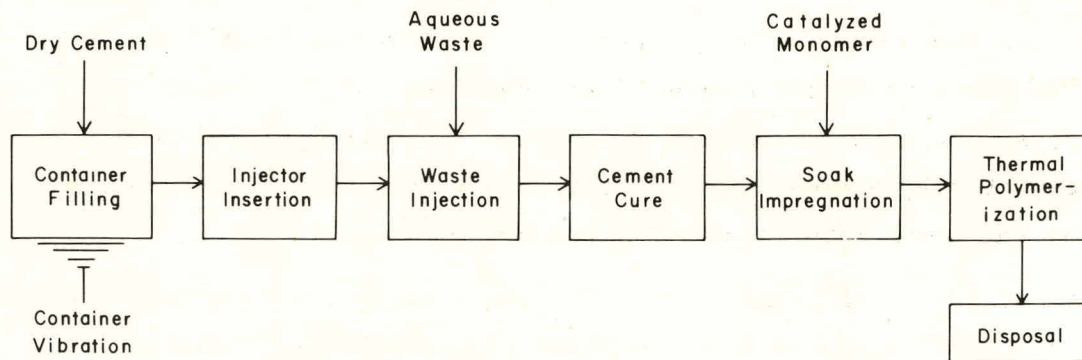 Dry Cement
Aqueous
Waste
Catalyzed
Monomer
Container
Filling
Injector
Insertion
Waste
Injection
Cement
Cure
Soak
Impregnation
Thermal
Polymer-
ization
Container
Vibration
Disposal